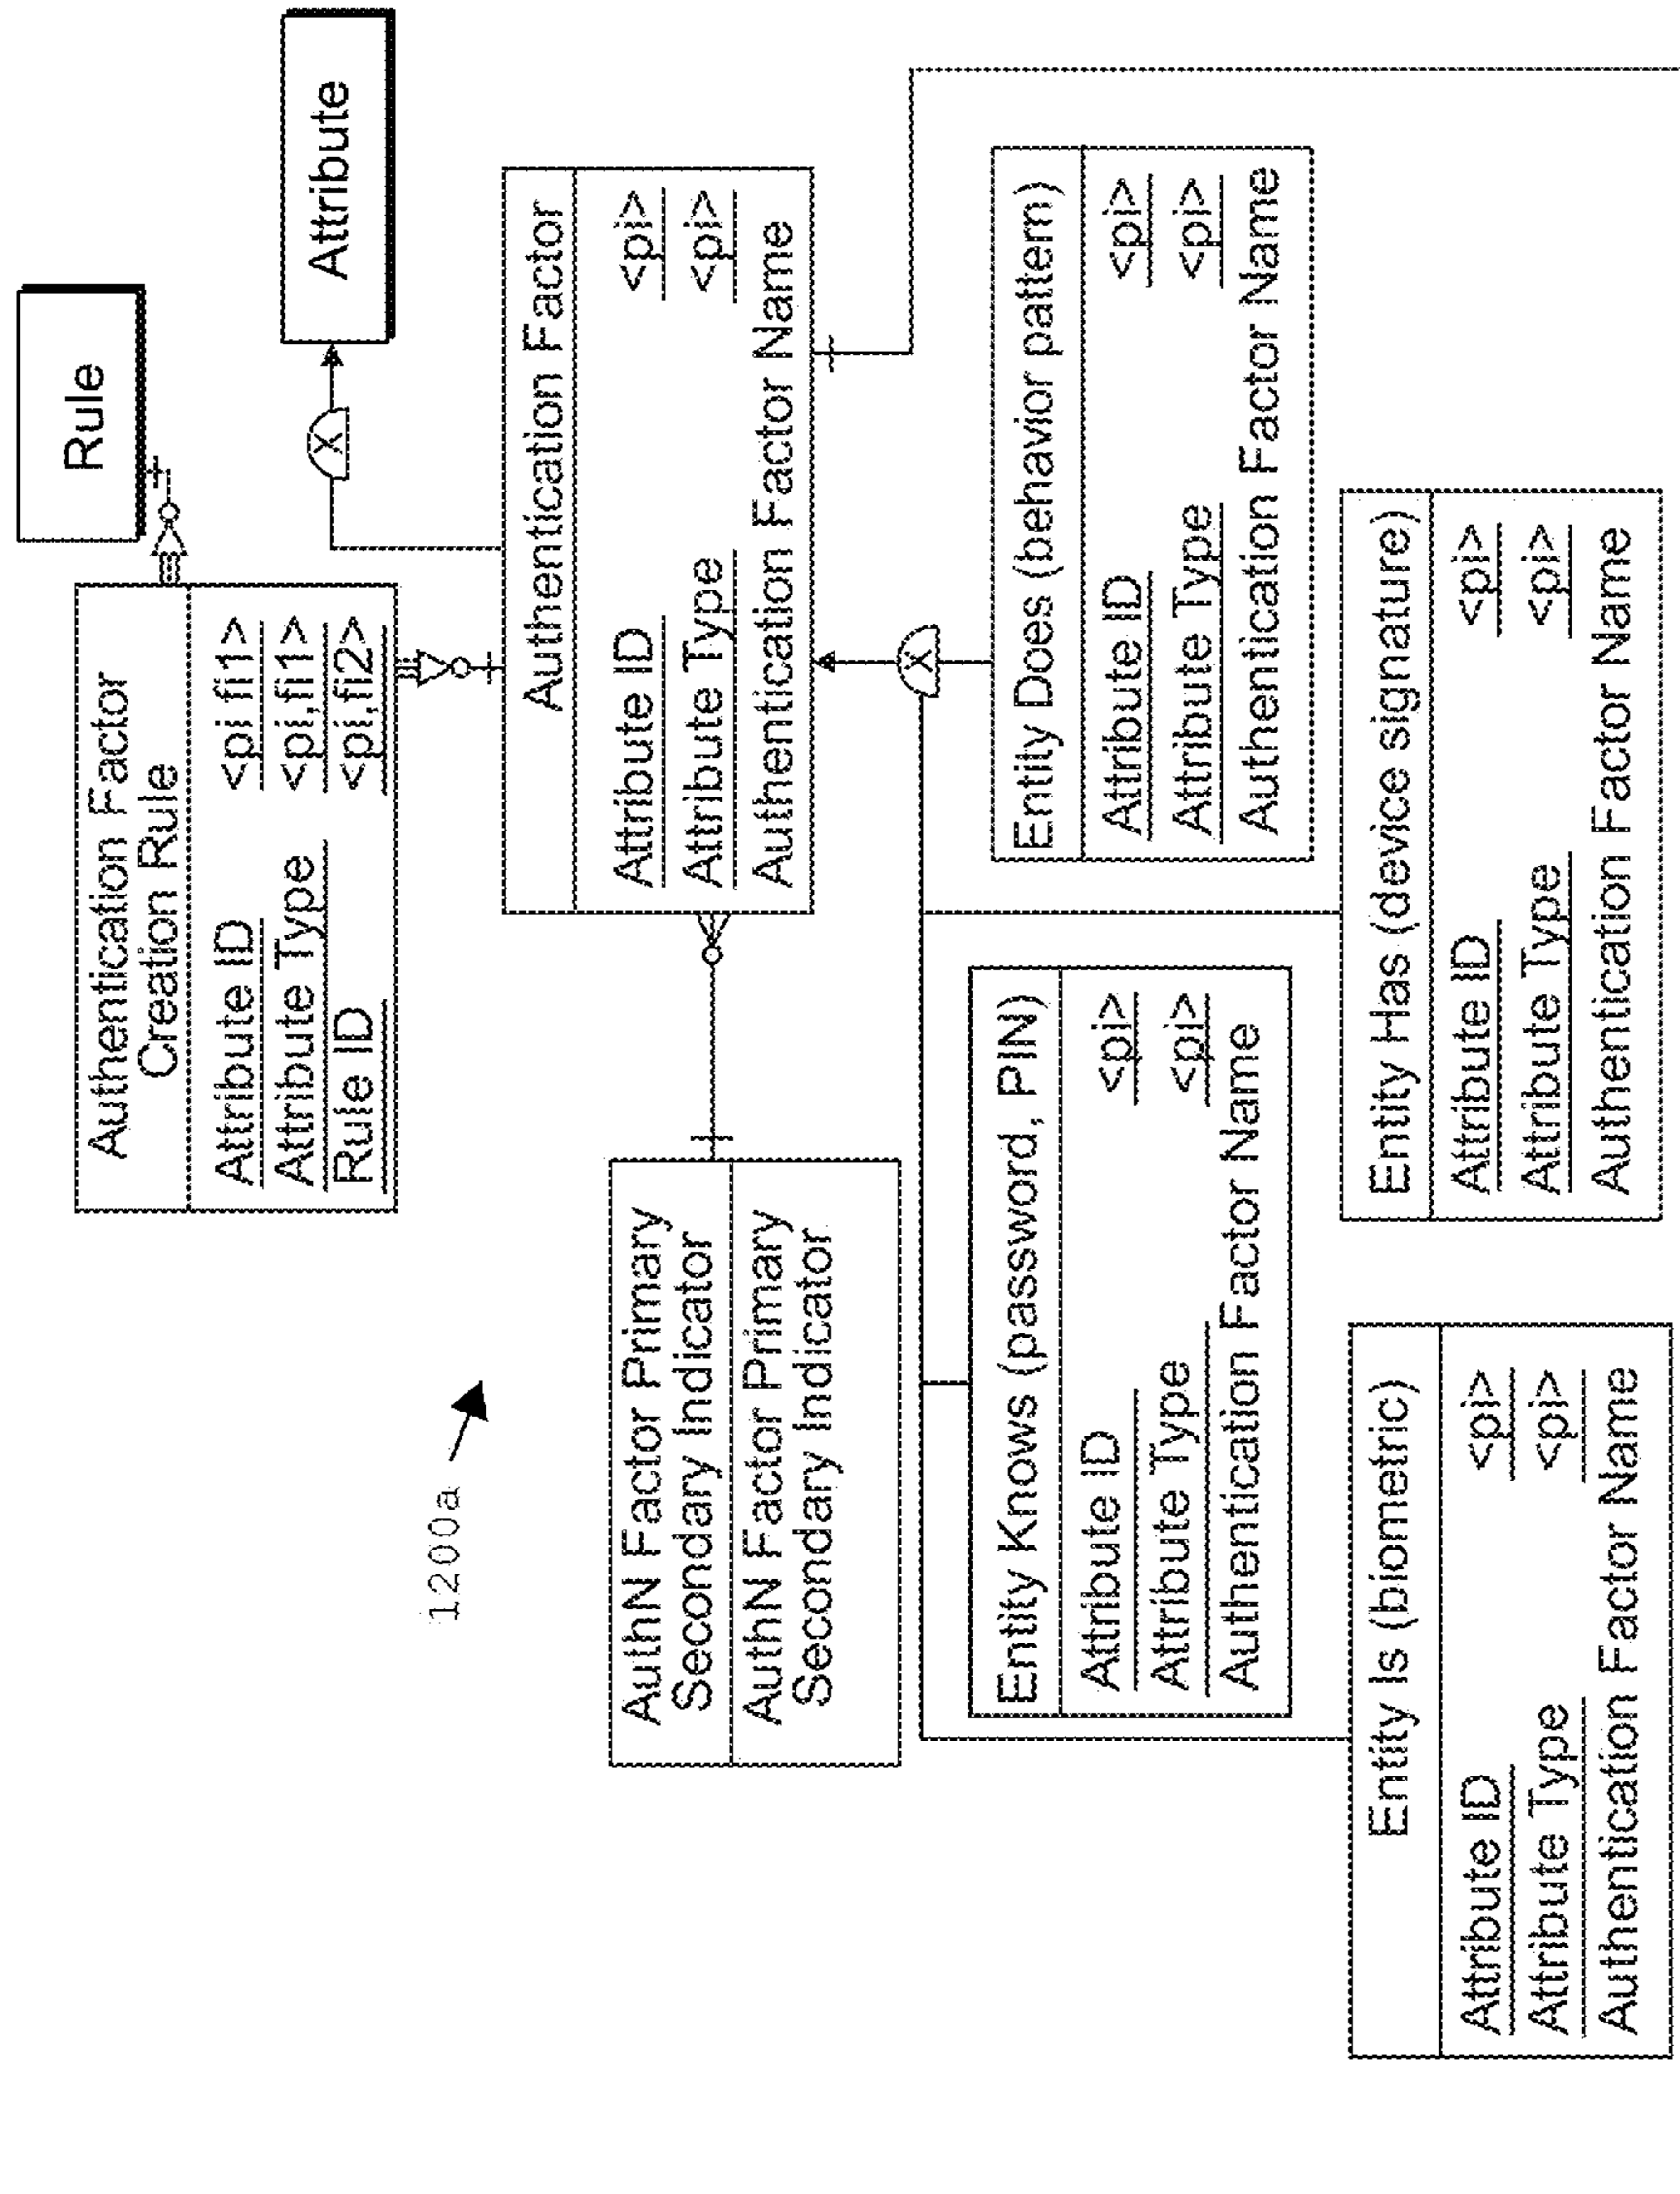 Rule
Attribute
Authentication Factor
Creation Rule
Attribute ID <pi,fi1>
Attribute Type <pi,fi1>
Rule ID <pi,fi2>
1200a
Authentication Factor
Attribute ID <pi>
Attribute Type <pi>
Authentication Factor Name
AuthN Factor Primary
Secondary Indicator
AuthN Factor Primary
Secondary Indicator
X
X
Entity Does (behavior pattern)
Attribute ID <pi>
Attribute Type <pi>
Authentication Factor Name
Entity Knows (password, PIN)
Attribute ID <pi>
Attribute Type <pi>
Authentication Factor Name
Entity Has (device signature)
Attribute ID <pi>
Attribute Type <pi>
Authentication Factor Name
Entity Is (biometric)
Attribute ID <pi>
Attribute Type <pi>
Authentication Factor Name